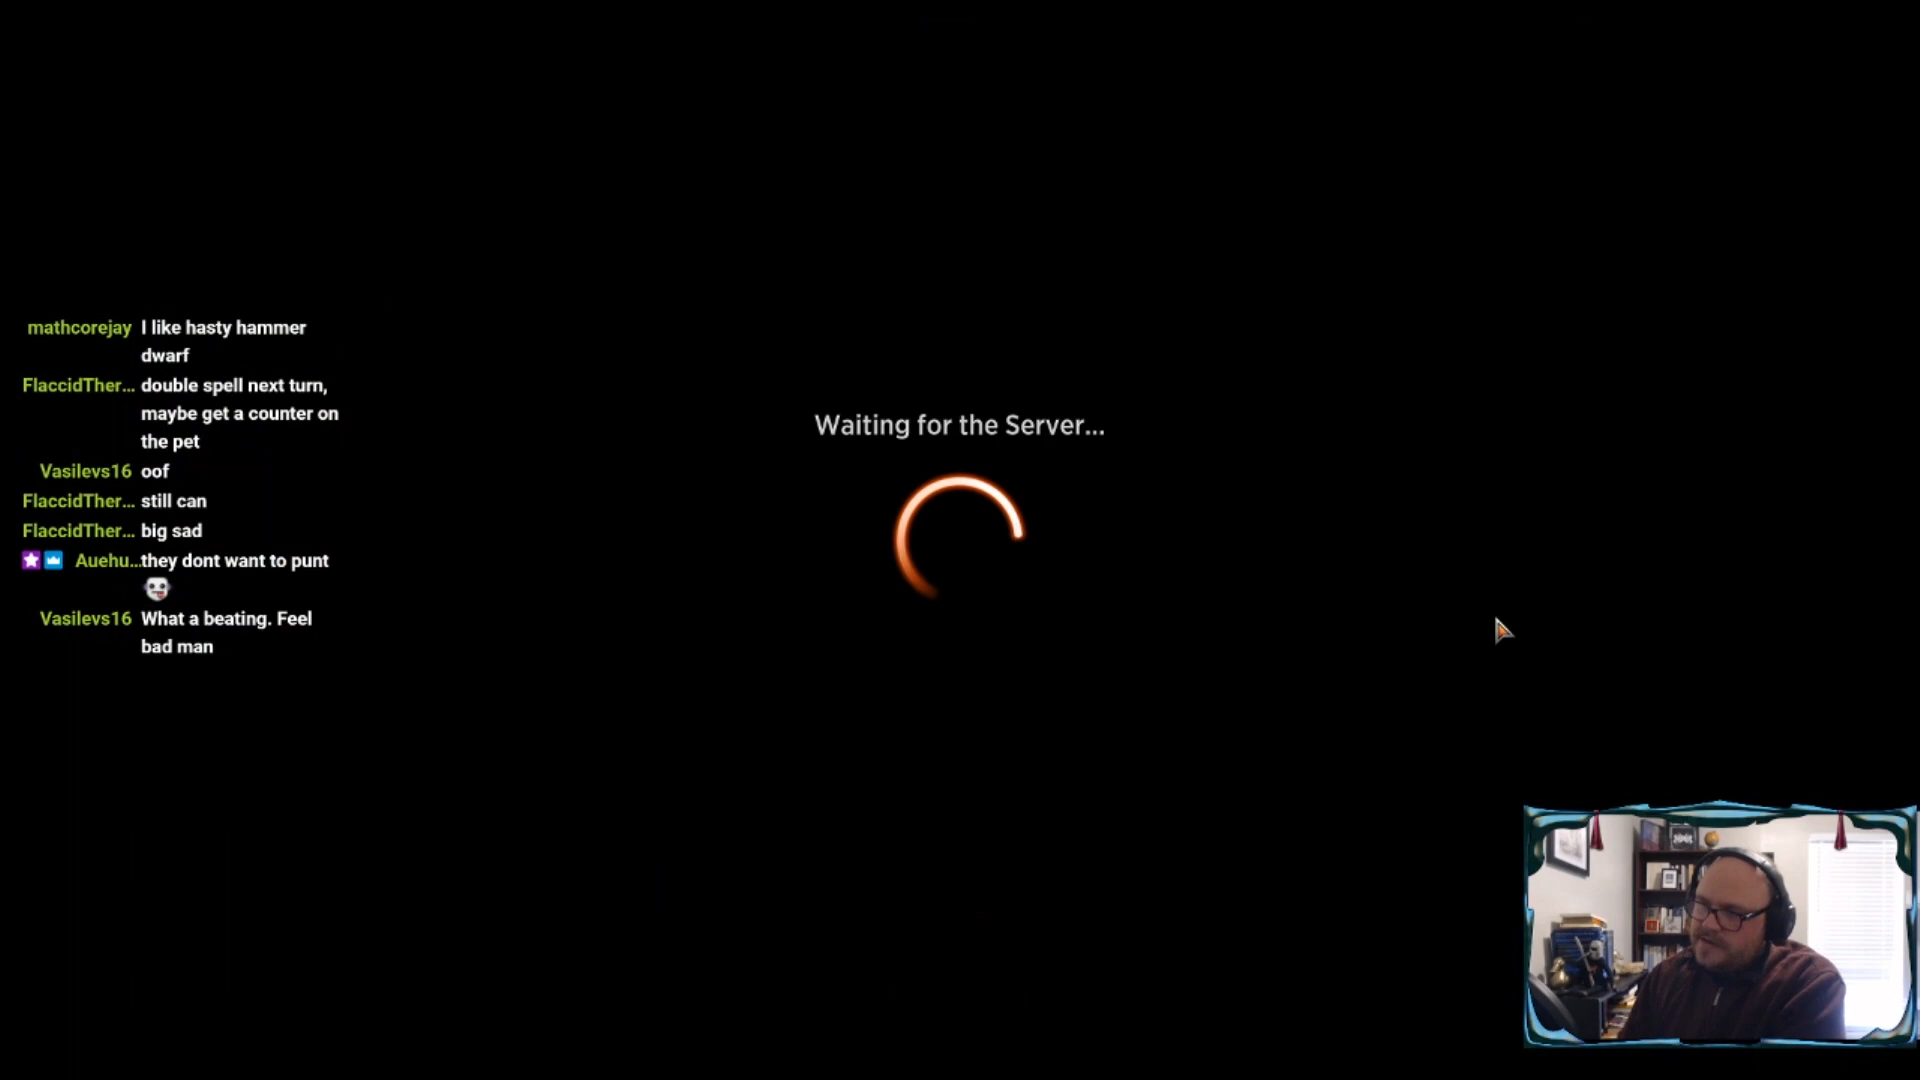 mathcorejay I like hasty hammer
dwarf
FlaccidTher... double spell next turn,
maybe get a counter on
the pet
Vasilevs16 oof
FlaccidTher... still can
FlaccidTher... big sad
Auehu... they dont want to punt
Vasilevs16 What a beating. Feel
bad man
Waiting for the Server...